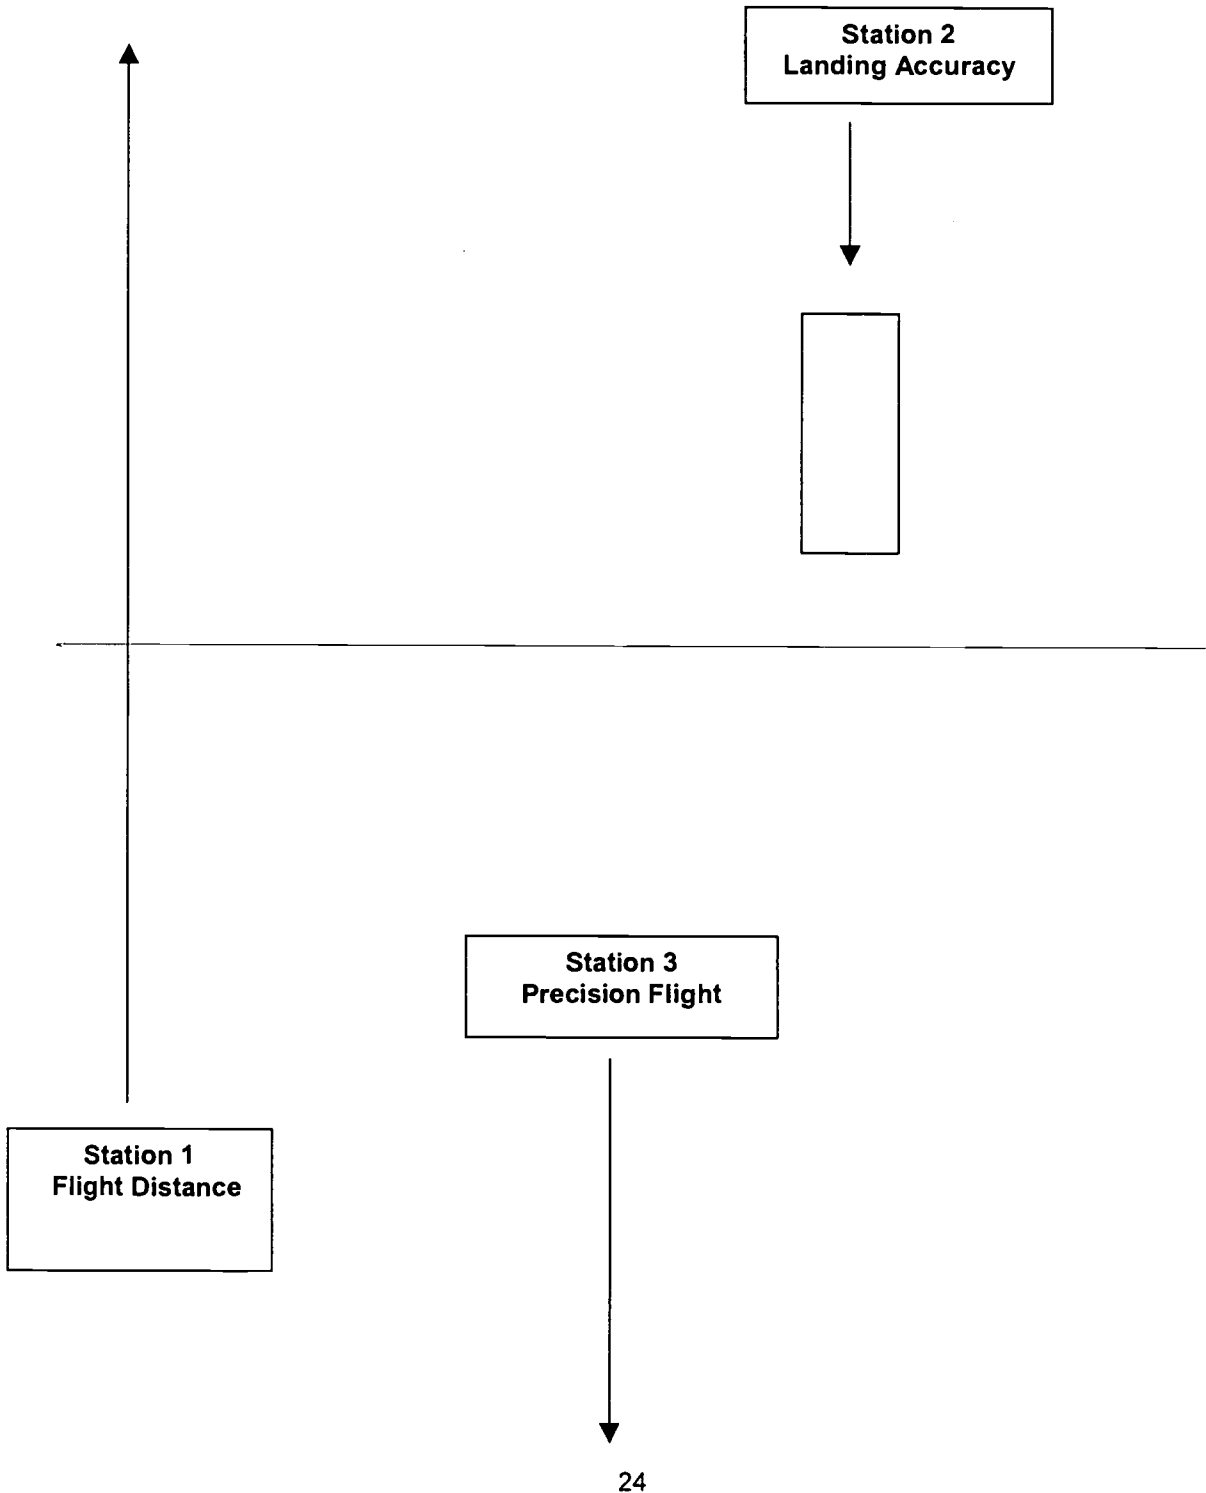 Station 2
Landing Accuracy
Station 3
Precision Flight
Station 1
Flight Distance
24